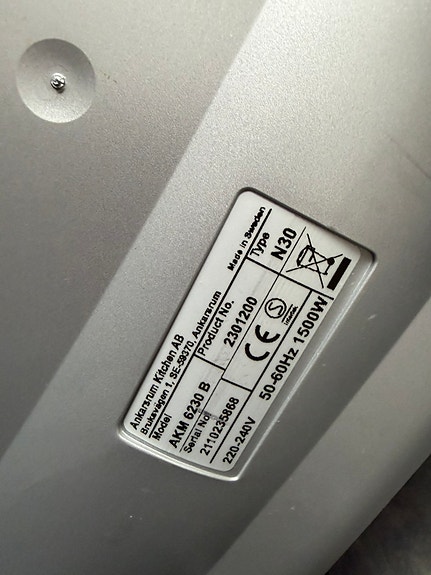 Ankarsrum Kitchen AB
Bruksvägen 1, SE-59370, Ankarsrum
Made in Sweden
Model Product No. Type
AKM 6230 B 2301200 N30
Serial No
2110235868 CE S
220-240V 50-60Hz 1500W